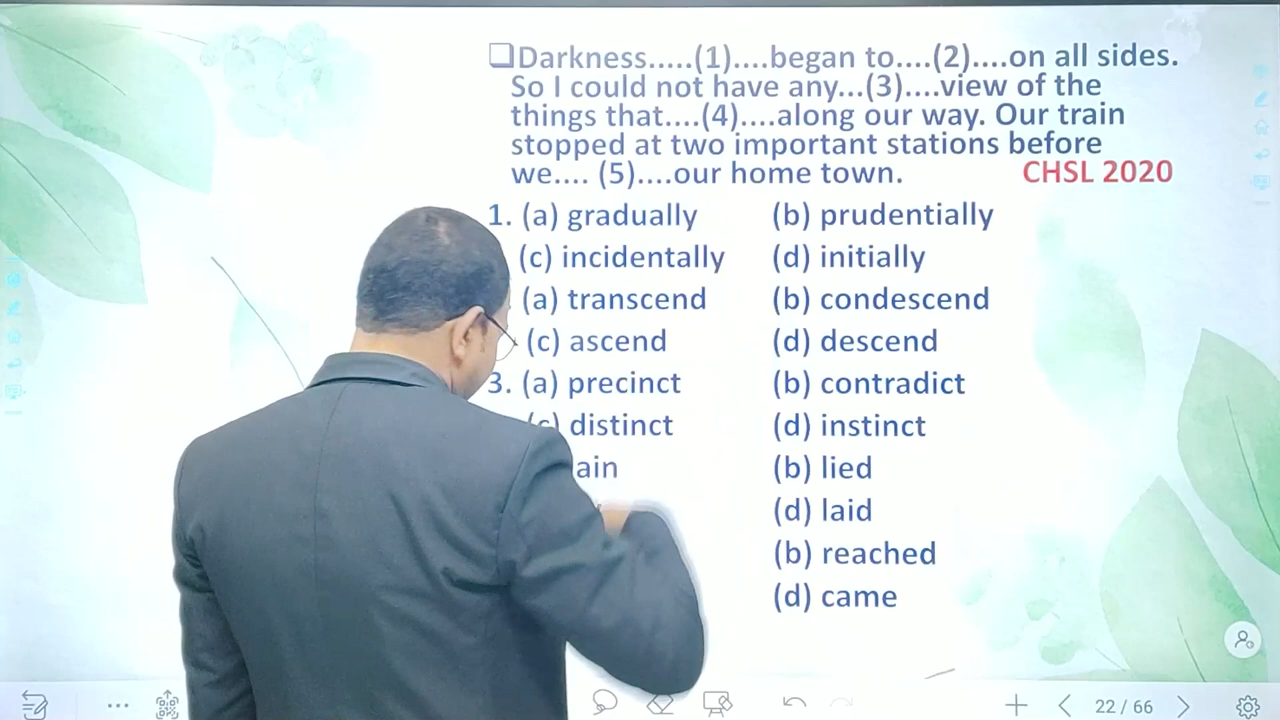 ❑Darkness.....(1)....began to....(2)....on all sides.
So I could not have any...(3)....view of the
things that....(4)....along our way. Our train
stopped at two important stations before
we.... (5)....our home town. CHSL 2020
1. (a) gradually (b) prudentially
(c) incidentally (d) initially
(a) transcend (b) condescend
(c) ascend (d) descend
3. (a) precinct (b) contradict
(c) distinct (d) instinct
(b) lied
(d) laid
(b) reached
(d) came
22 / 66